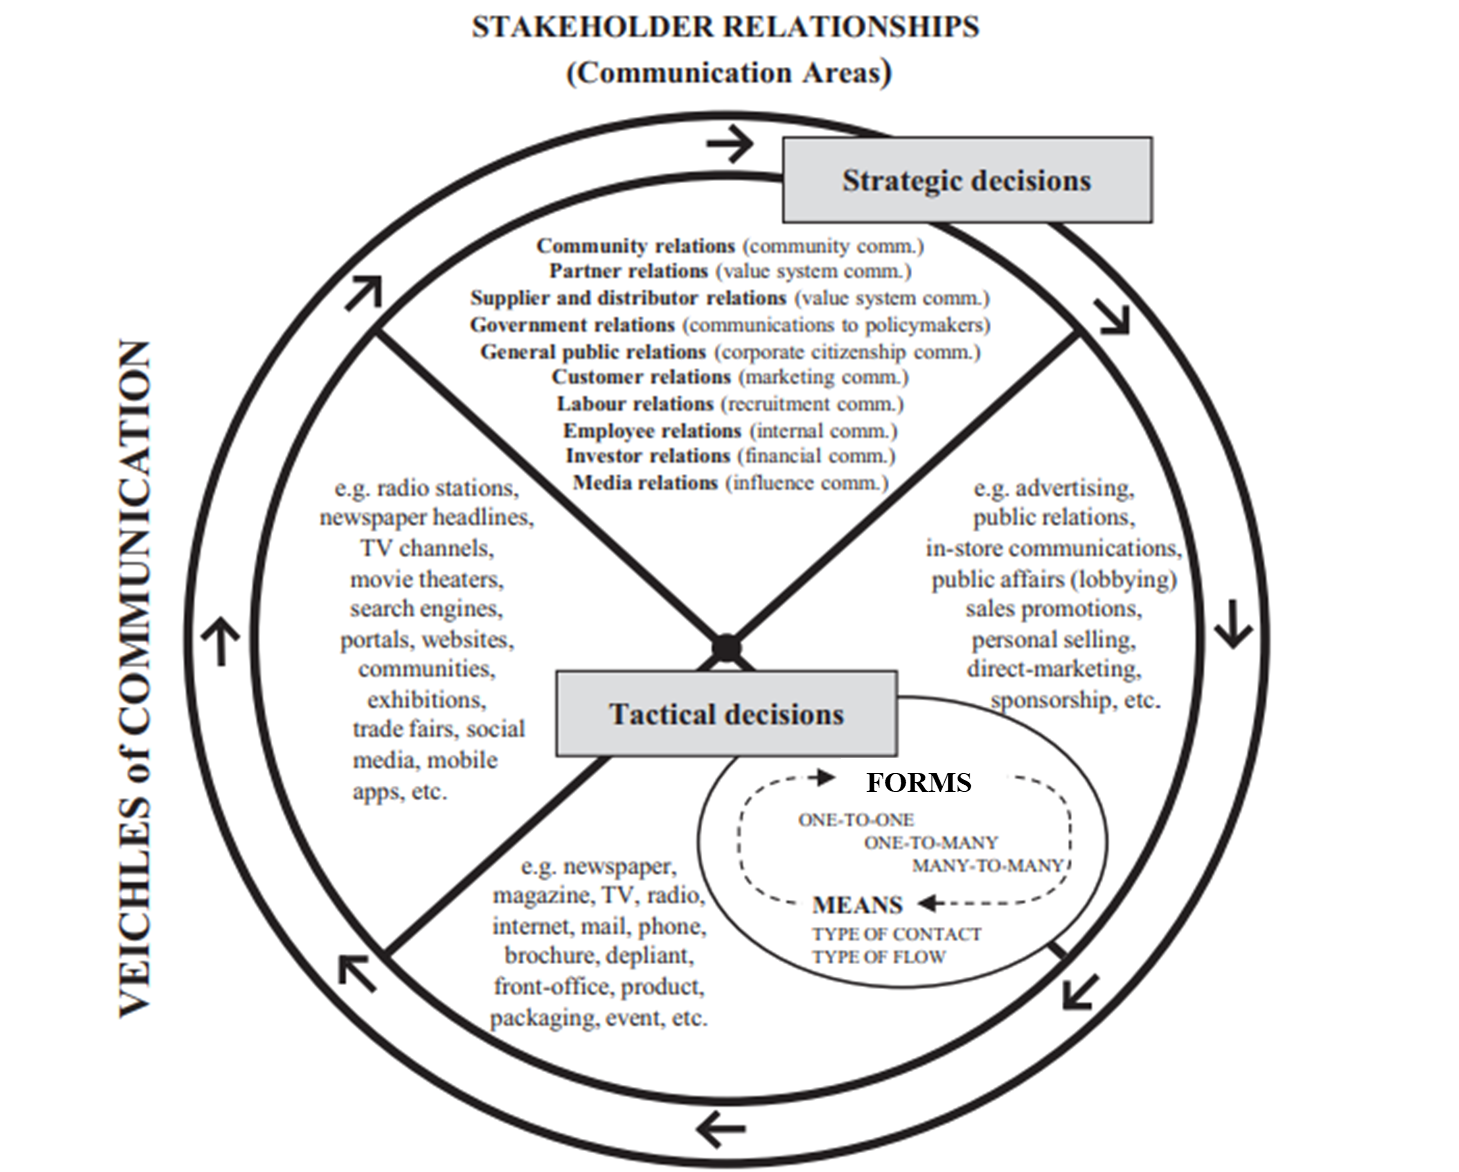 STAKEHOLDER RELATIONSHIPS
(Communication Areas)
Strategic decisions
Community relations (community comm.)
Partner relations (value system comm.)
Supplier and distributor relations (value system comm.)
Government relations (communications to policymakers)
General public relations (corporate citizenship comm.)
Customer relations (marketing comm.)
Labour relations (recruitment comm.)
Employee relations (internal comm.)
Investor relations (financial comm.)
Media relations (influence comm.)
VEICHLES of COMMUNICATION
e.g. radio stations,
newspaper headlines,
TV channels,
movie theaters,
search engines,
portals, websites,
communities,
exhibitions,
trade fairs, social
media, mobile
apps, etc.
e.g. advertising,
public relations,
in-store communications,
public affairs (lobbying)
sales promotions,
personal selling,
direct-marketing,
sponsorship, etc.
Tactical decisions
FORMS
ONE-TO-ONE
ONE-TO-MANY
MANY-TO-MANY
MEANS
TYPE OF CONTACT
TYPE OF FLOW
e.g. newspaper,
magazine, TV, radio,
internet, mail, phone,
brochure, depliant,
front-office, product,
packaging, event, etc.